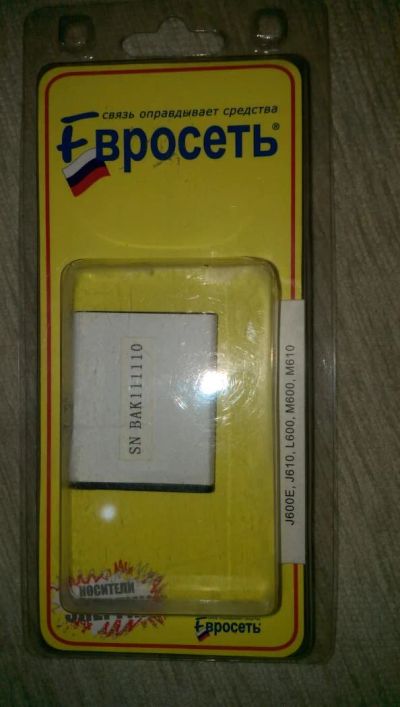 связь оправдывает средства
Евросеть®
SN BAK111110
J600E, J610, L600, M600, M610
НОСИТЕЛИ
Евросеть